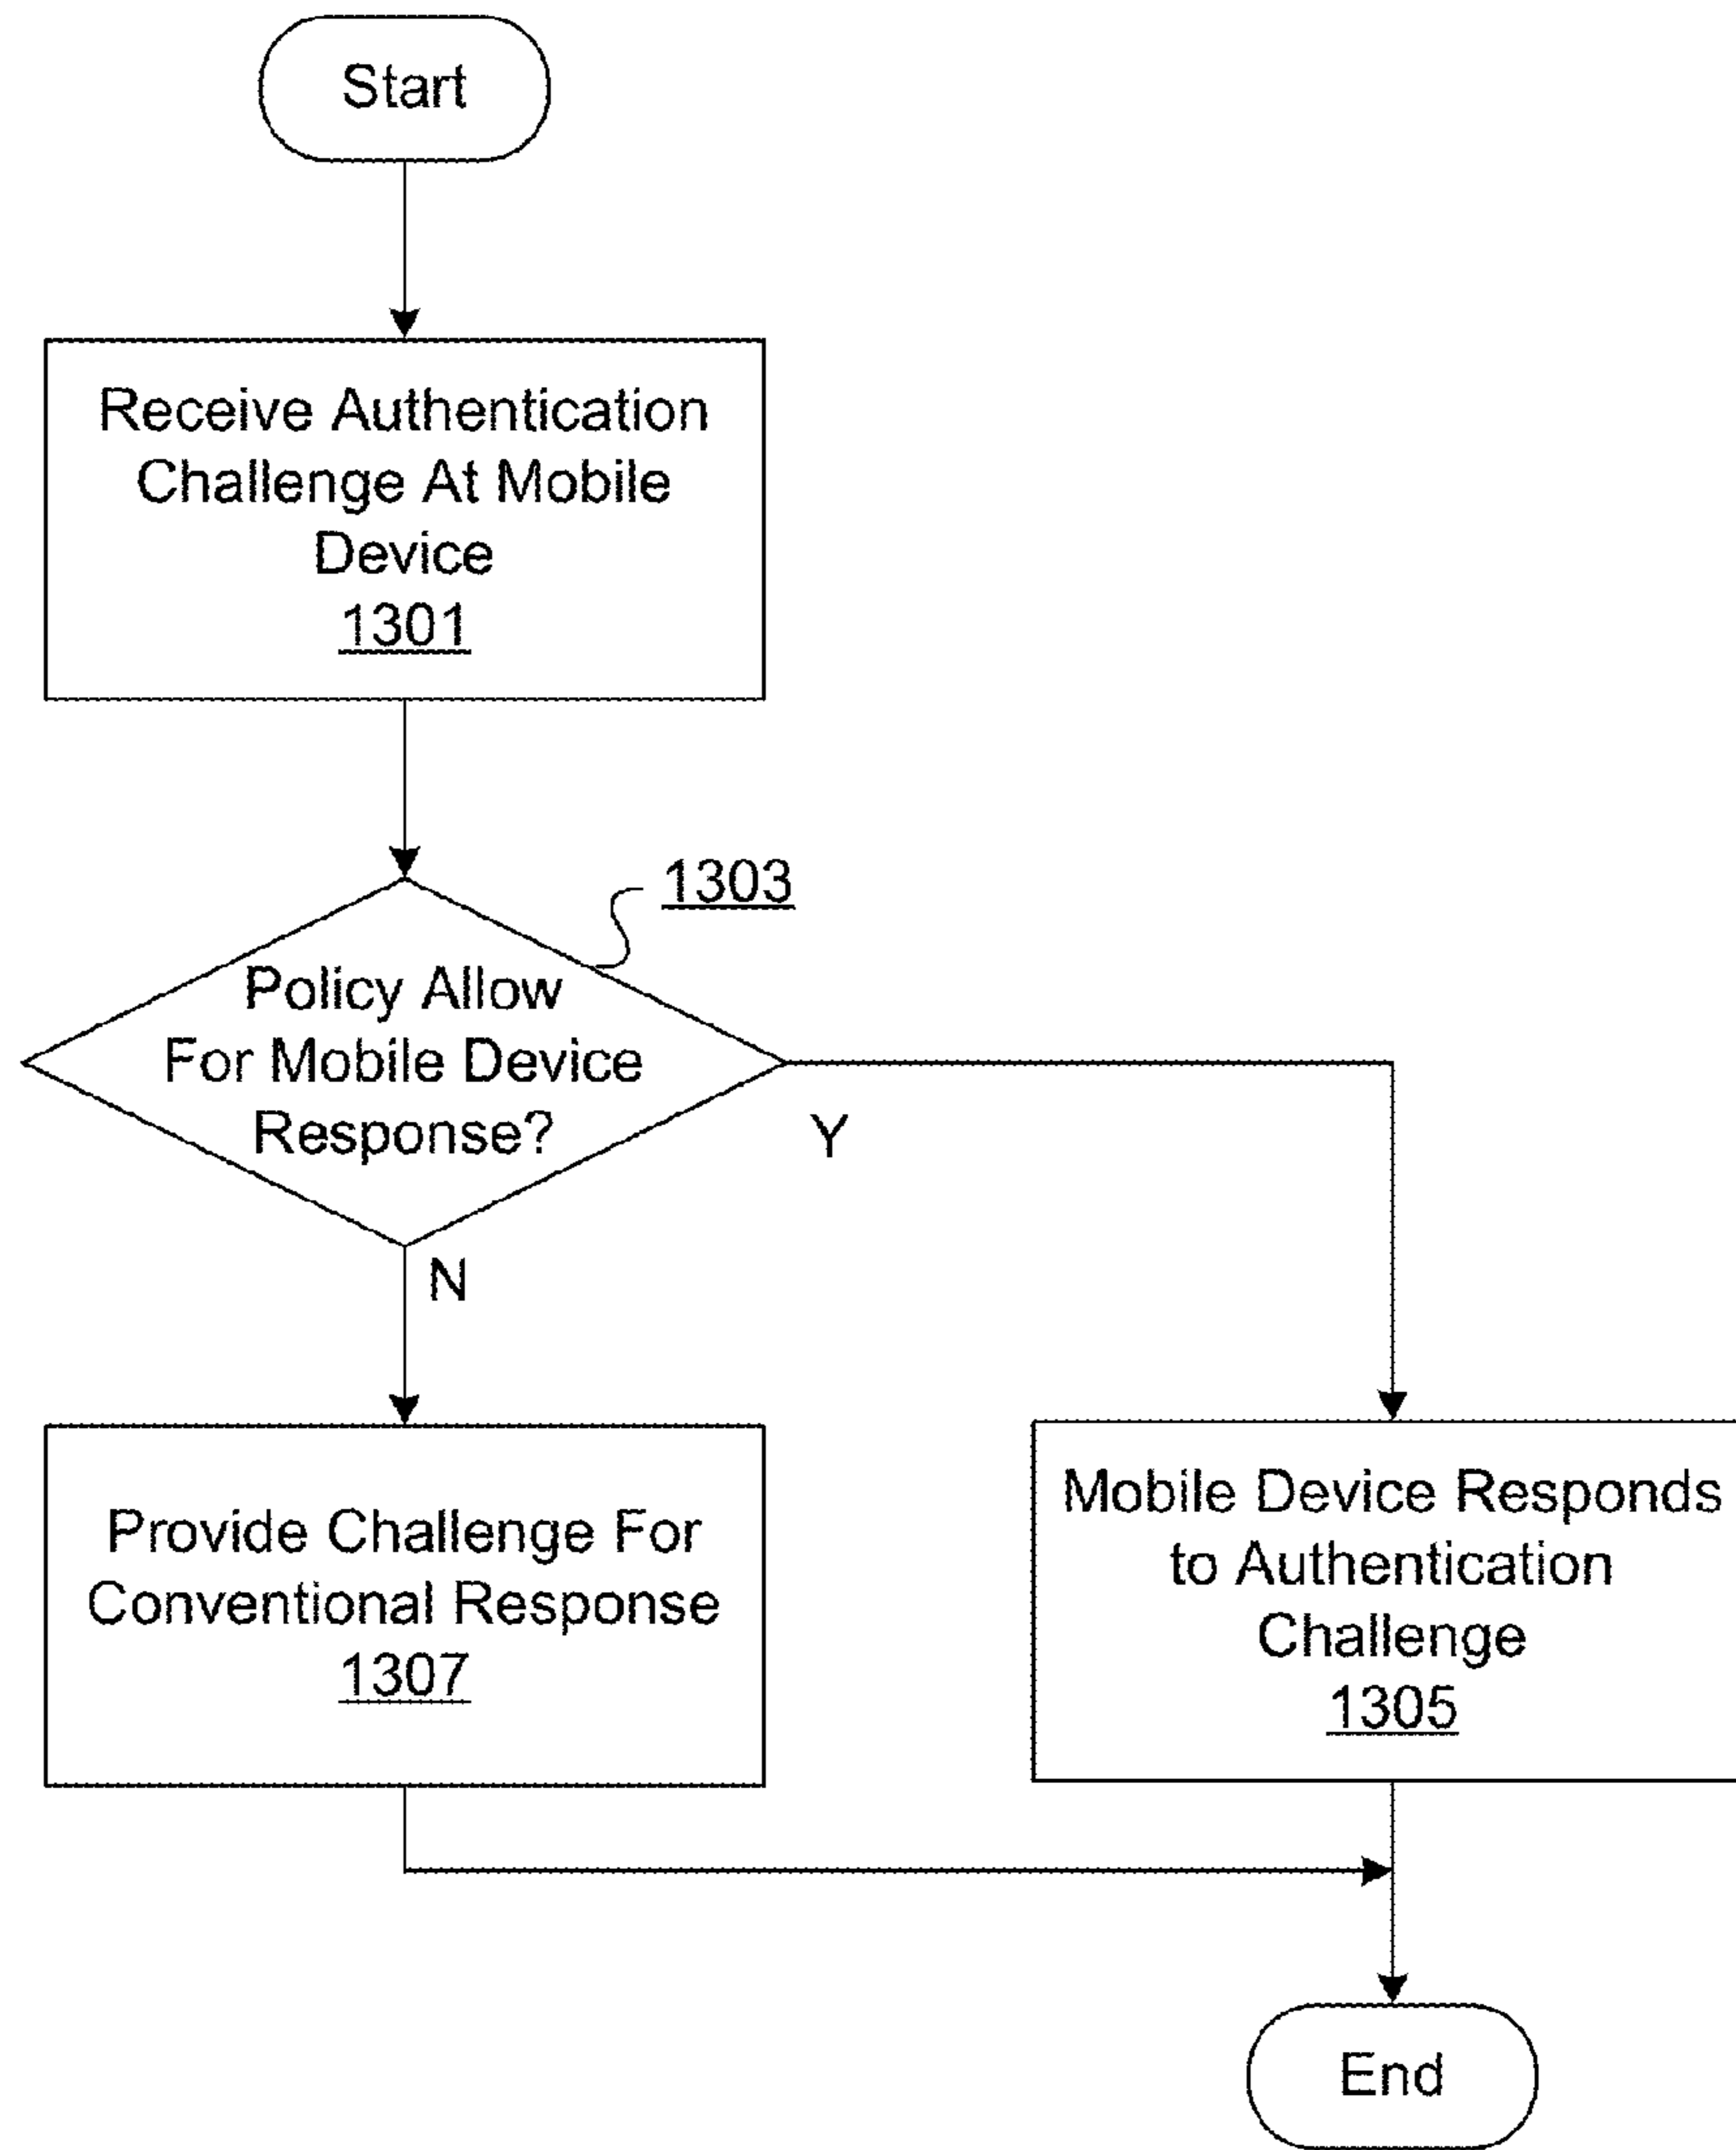 Start
Receive Authentication
Challenge At Mobile
Device
1301
1303
Policy Allow
For Mobile Device
Response?
Y
N
Provide Challenge For
Conventional Response
1307
Mobile Device Responds
to Authentication
Challenge
1305
End